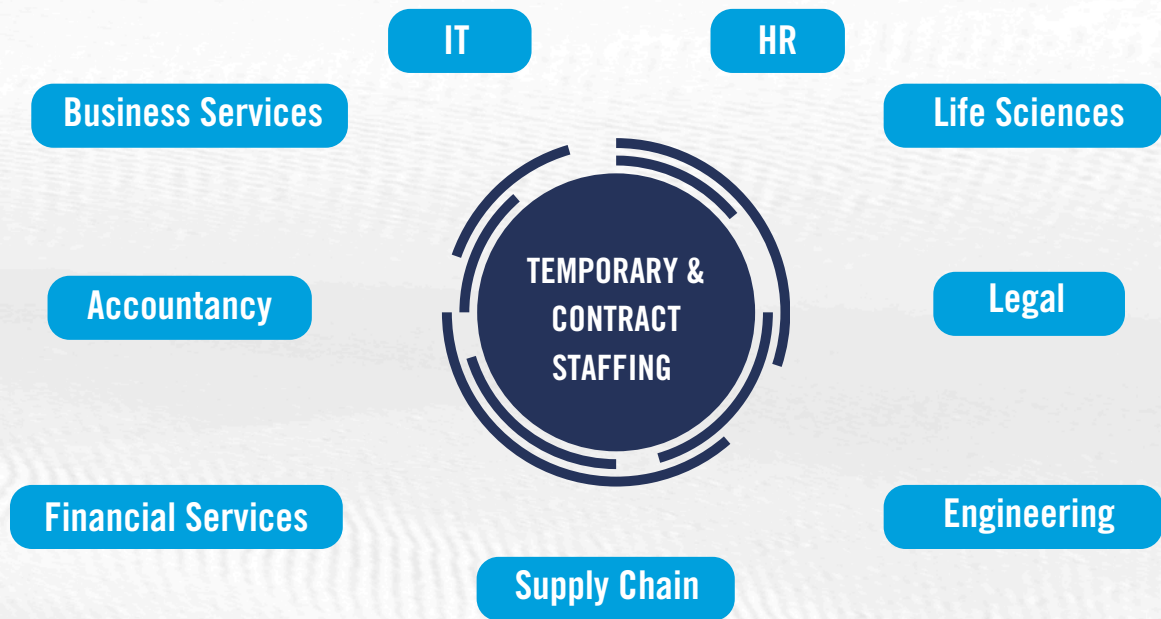 IT
HR
Business Services
Life Sciences
TEMPORARY &
CONTRACT
STAFFING
Accountancy
Legal
Financial Services
Engineering
Supply Chain